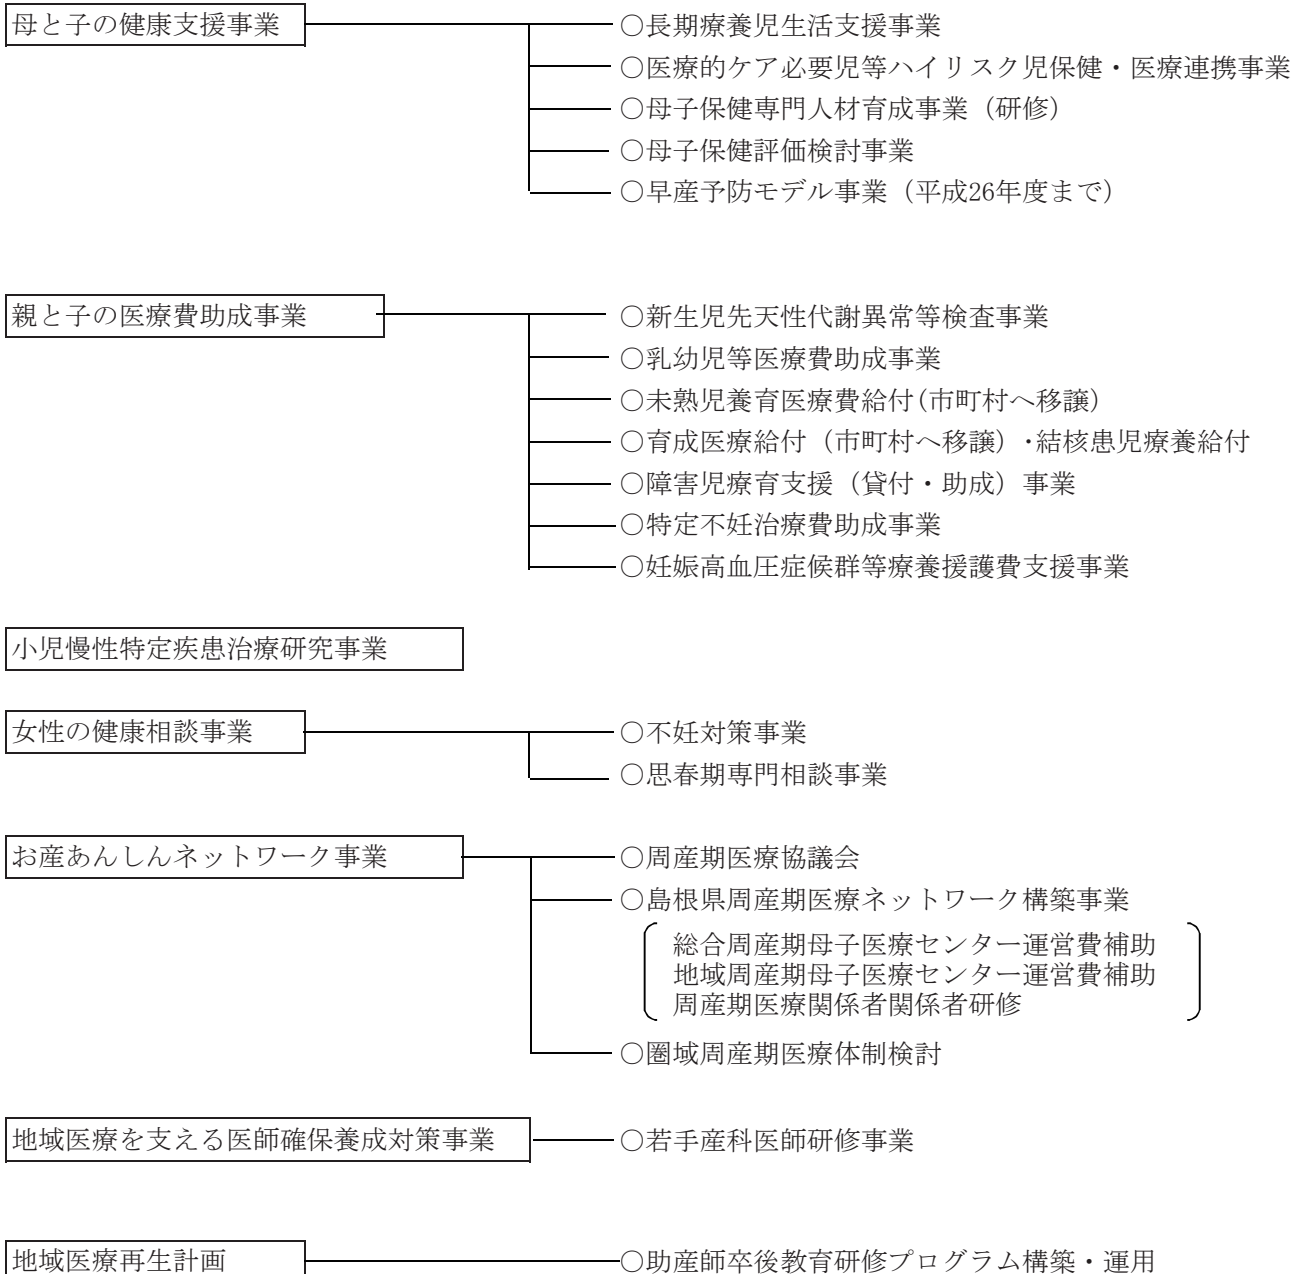 母と子の健康支援事業
○長期療養児生活支援事業
○医療的ケア必要児等ハイリスク児保健・医療連携事業
○母子保健専門人材育成事業（研修）
○母子保健評価検討事業
○早産予防モデル事業（平成26年度まで）
親と子の医療費助成事業
○新生児先天性代謝異常等検査事業
○乳幼児等医療費助成事業
○未熟児養育医療費給付(市町村へ移譲)
○育成医療給付（市町村へ移譲）・結核患児療養給付
○障害児療育支援（貸付・助成）事業
○特定不妊治療費助成事業
○妊娠高血圧症候群等療養援護費支援事業
小児慢性特定疾患治療研究事業
女性の健康相談事業
○不妊対策事業
○思春期専門相談事業
お産あんしんネットワーク事業
○周産期医療協議会
○島根県周産期医療ネットワーク構築事業
総合周産期母子医療センター運営費補助
地域周産期母子医療センター運営費補助
周産期医療関係者関係者研修
○圏域周産期医療体制検討
地域医療を支える医師確保養成対策事業
○若手産科医師研修事業
地域医療再生計画
○助産師卒後教育研修プログラム構築・運用